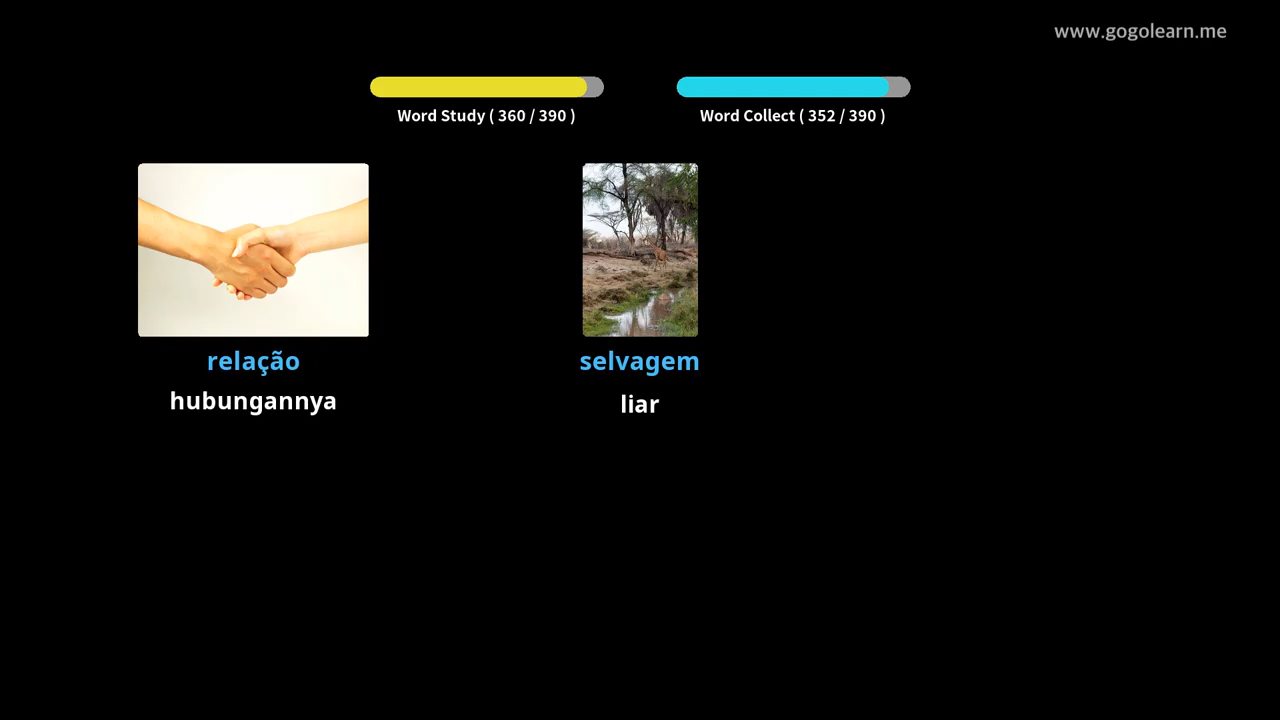 www.gogolearn.me
Word Study ( 360 / 390 )
Word Collect ( 352 / 390 )
relação
hubungannya
selvagem
liar